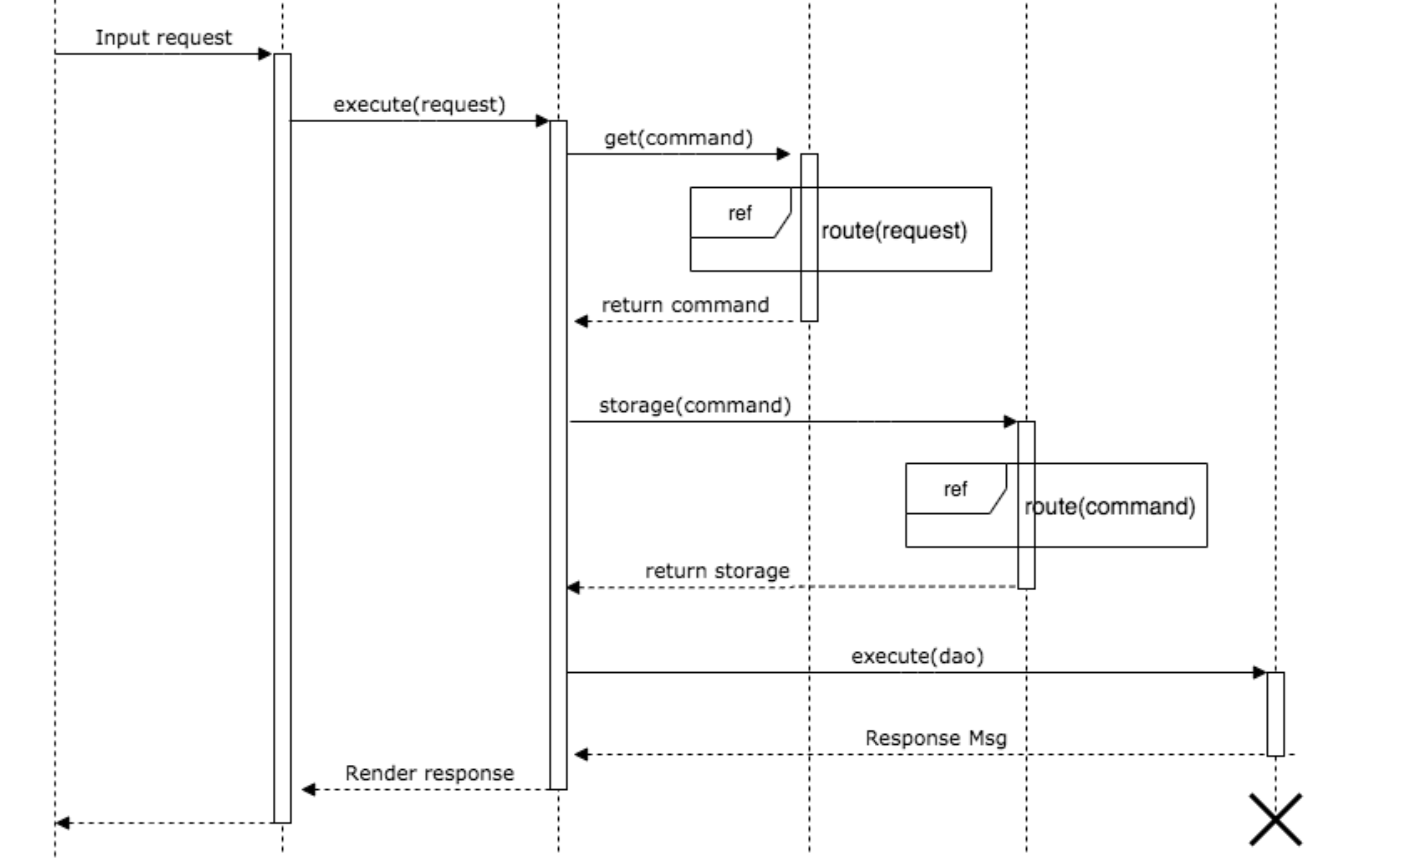 Input request
execute(request)
get(command)
ref
route(request)
return command
storage(command)
ref
route(command)
return storage
execute(dao)
Response Msg
Render response